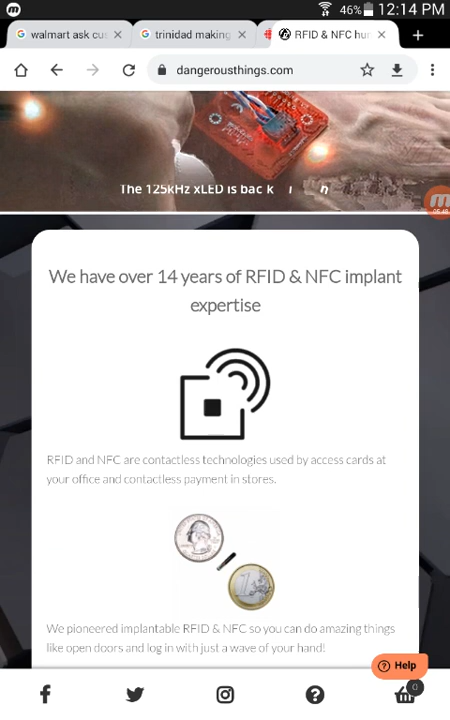 46% 12:14 PM
walmart ask cu
trinidad making
RFID & NFC hu
dangerousthings.com
The 125kHz xLED is back
05:48
We have over 14 years of RFID & NFC implant
expertise
RFID and NFC are contactless technologies used by access cards at
your office and contactless payment in stores.
We pioneered implantable RFID & NFC so you can do amazing things
like open doors and log in with just a wave of your hand!
Help
0